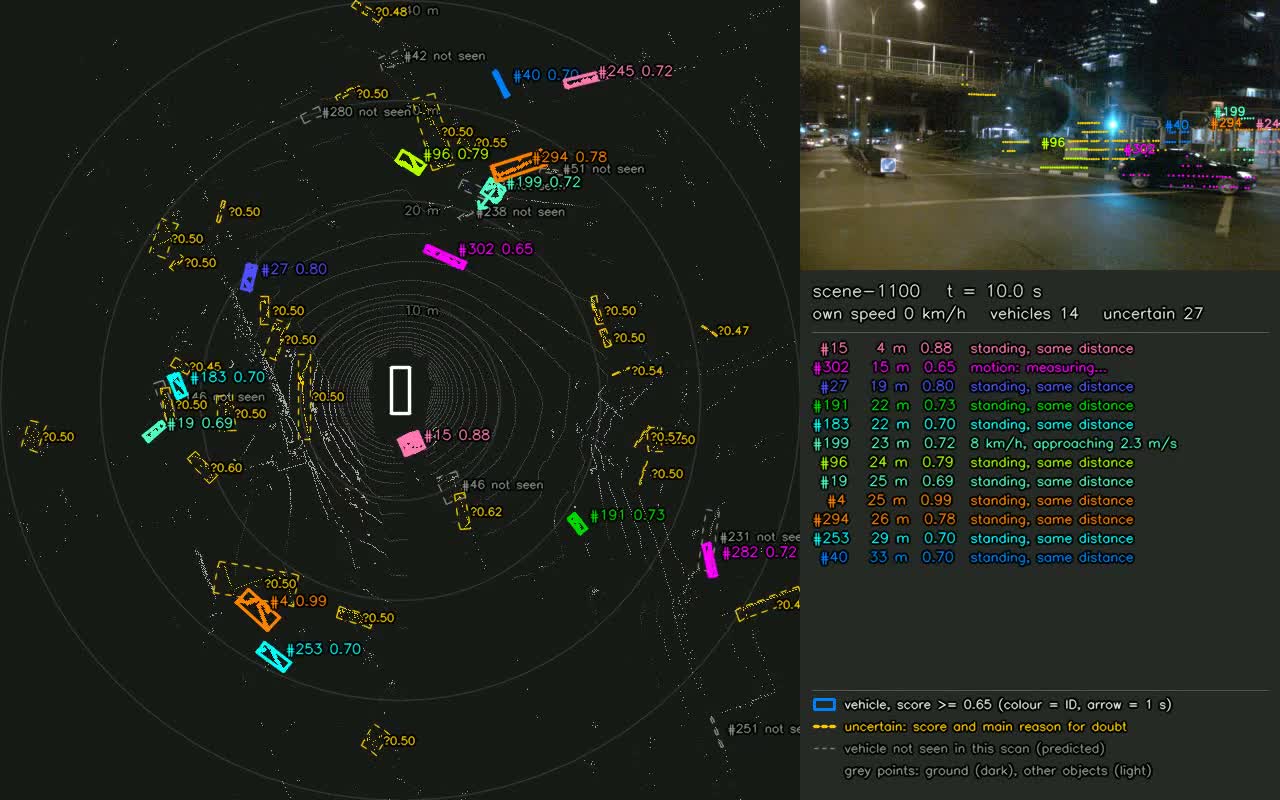 ?0.48
40 m
#42 not seen
#40 0.70
#245 0.72
?0.50
#280 not seen
?0.50
?0.55
#96 0.79
#294 0.78
#51 not seen
#199 0.72
20 m
#238 not seen
?0.50
?0.50
?0.50
#302 0.65
#27 0.80
?0.50
10 m
?0.50
?0.50
?0.50
?0.47
?0.45
?0.54
#183 0.70
?0.50
?0.50
?0.50
#19 0.69
?0.50
#15 0.88
?0.57
?0.60
?0.50
#46 not seen
?0.62
#191 0.73
#231 not see
#282 0.72
?0.50
#4 0.99
?0.50
?0.4
#253 0.70
#251 not se
?0.50
#199
#294
#24
#40
#96
#302
scene-1100 t = 10.0 s
own speed 0 km/h vehicles 14 uncertain 27
#15 4 m 0.88 standing, same distance
#302 15 m 0.65 motion: measuring...
#27 19 m 0.80 standing, same distance
#191 22 m 0.73 standing, same distance
#183 22 m 0.70 standing, same distance
#199 23 m 0.72 8 km/h, approaching 2.3 m/s
#96 24 m 0.79 standing, same distance
#19 25 m 0.69 standing, same distance
#4 25 m 0.99 standing, same distance
#294 26 m 0.78 standing, same distance
#253 29 m 0.70 standing, same distance
#40 33 m 0.70 standing, same distance
vehicle, score >= 0.65 (colour = ID, arrow = 1 s)
uncertain: score and main reason for doubt
vehicle not seen in this scan (predicted)
grey points: ground (dark), other objects (light)